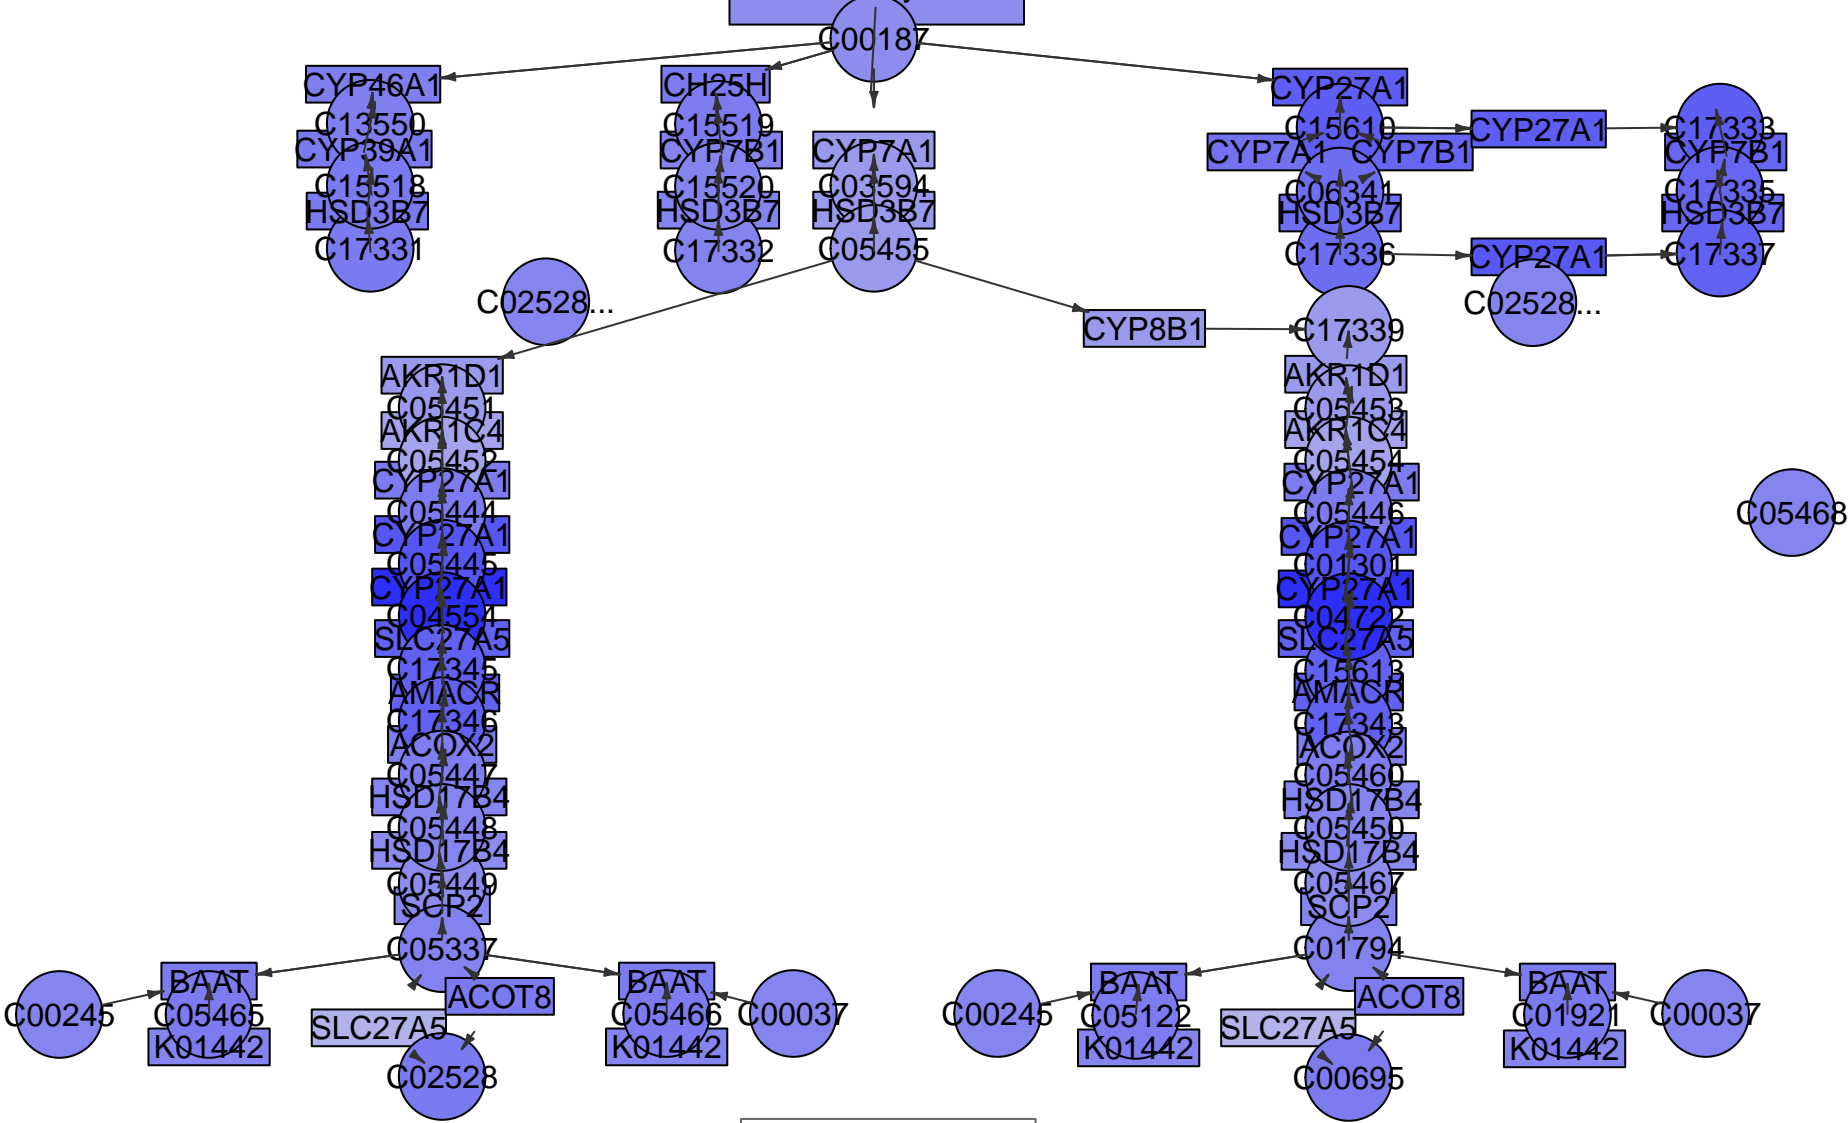 C00187
CYP46A1
CH25H
CYP27A1
C13550
C15519
C15610
CYP27A1
C17333
CYP39A1
CYP7B1
CYP7A1
CYP7A1
CYP7B1
CYP7B1
C15518
C15520
C03594
C06341
C17335
HSD3B7
HSD3B7
HSD3B7
HSD3B7
HSD3B7
C17331
C17332
C05455
C17336
CYP27A1
C17337
C02528...
C02528...
CYP8B1
C17339
AKR1D1
AKR1D1
C05451
C05453
AKR1C4
AKR1C4
C05452
C05454
CYP27A1
CYP27A1
C05444
C05446
C05468
CYP27A1
CYP27A1
C05445
C01301
CYP27A1
CYP27A1
C04554
C04722
SLC27A5
SLC27A5
C17345
C15613
AMACR
AMACR
C17346
C17343
ACOX2
ACOX2
C05447
C05460
HSD17B4
HSD17B4
C05448
C05450
HSD17B4
HSD17B4
C05449
C05467
SCP2
SCP2
C05337
C01794
BAAT
BAAT
BAAT
BAAT
ACOT8
ACOT8
C00245
C05465
C05466
C00037
C00245
C05122
C01921
C00037
SLC27A5
SLC27A5
K01442
K01442
K01442
K01442
C02528
C00695